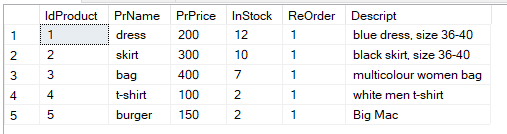 IdProduct PrName PrPrice InStock ReOrder Descript
1 1 dress 200 12 1 blue dress, size 36-40
2 2 skirt 300 10 1 black skirt, size 36-40
3 3 bag 400 7 1 multicolour women bag
4 4 t-shirt 100 2 1 white men t-shirt
5 5 burger 150 2 1 Big Mac